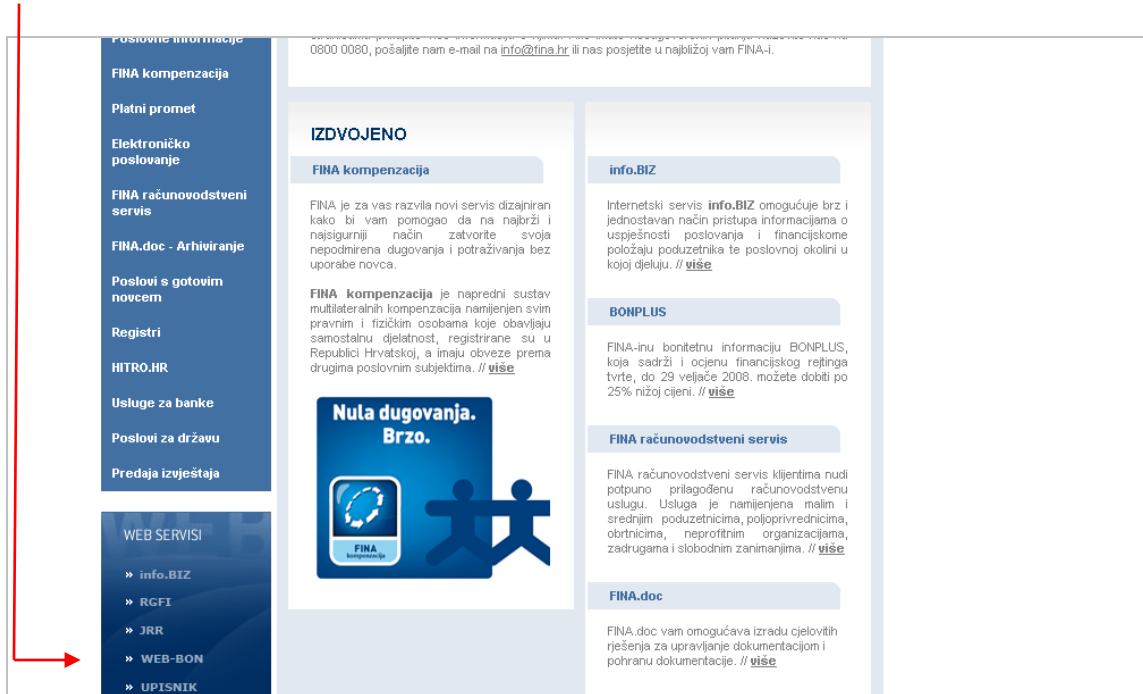 Poslovne informacije
FINA kompenzacija
Platni promet
Elektroničko
poslovanje
FINA računovodstveni
servis
FINA.doc - Arhiviranje
Poslovi s gotovim
novcem
Registri
HITRO.HR
Usluge za banke
Poslovi za državu
Predaja izvještaja
WEB SERVISI
» info.BIZ
» RGFI
» JRR
» WEB-BON
» UPISNIK
0800 0080, pošaljite nam e-mail na info@fina.hr ili nas posjetite u najbližoj vam FINA-i.
IZDVOJENO
FINA kompenzacija
FINA je za vas razvila novi servis dizajniran
kako bi vam pomogao da na najbrži i
najsigurniji način zatvorite svoja
nepodmirena dugovanja i potraživanja bez
uporabe novca.
FINA kompenzacija je napredni sustav
multilateralnih kompenzacija namijenjen svim
pravnim i fizičkim osobama koje obavljaju
samostalnu djelatnost, registrirane su u
Republici Hrvatskoj, a imaju obveze prema
drugima poslovnim subjektima. // više
Nula dugovanja.
Brzo.
FINA
kompenzacija
info.BIZ
Internetski servis info.BIZ omogućuje brz i
jednostavan način pristupa informacijama o
uspješnosti poslovanja i financijskome
položaju poduzetnika te poslovnoj okolini u
kojoj djeluju. // više
BONPLUS
FINA-inu bonitetnu informaciju BONPLUS,
koja sadrži i ocjenu financijskog rejtinga
tvrte, do 29 veljače 2008. možete dobiti po
25% nižoj cijeni. // više
FINA računovodstveni servis
FINA računovodstveni servis klijentima nudi
potpuno prilagođenu računovodstvenu
uslugu. Usluga je namijenjena malim i
srednjim poduzetnicima, poljoprivrednicima,
obrtnicima, neprofitnim organizacijama,
zadrugama i slobodnim zanimanjima. // više
FINA.doc
FINA.doc vam omogućava izradu cjelovitih
rješenja za upravljanje dokumentacijom i
pohranu dokumentacije. // više